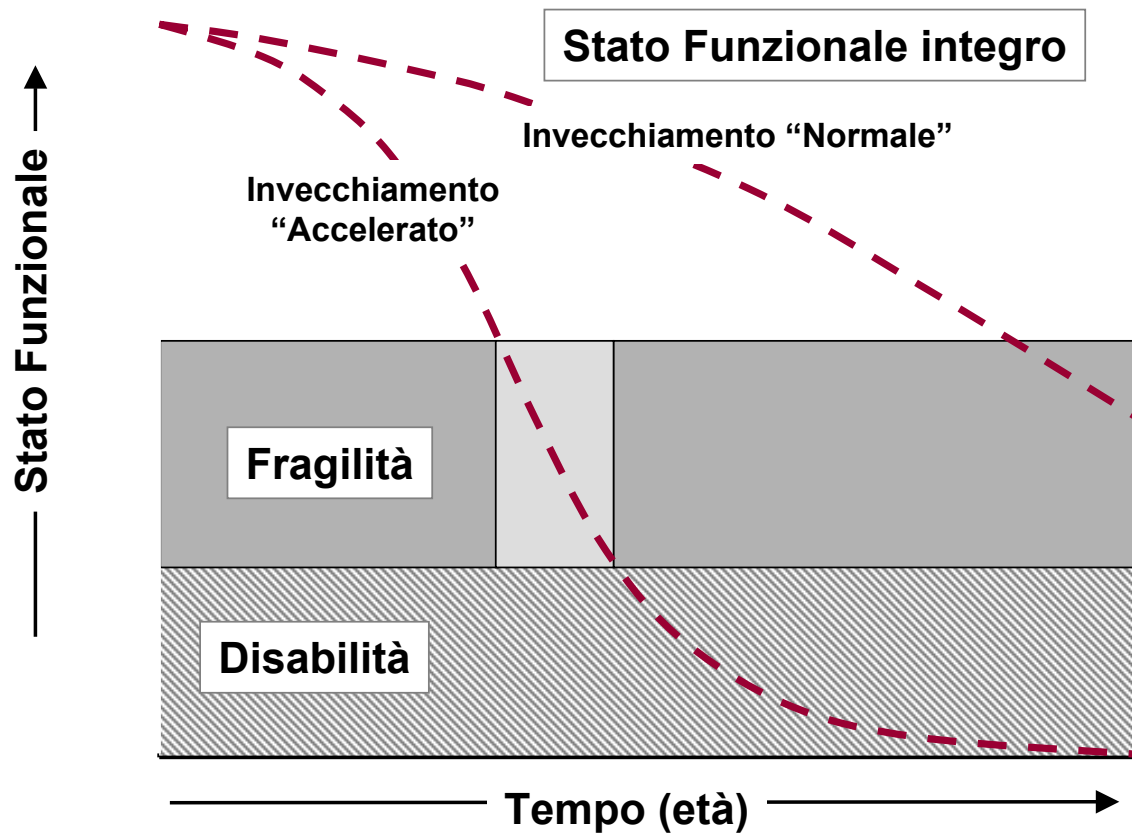 Stato Funzionale integro
Invecchiamento “Normale”
Invecchiamento
“Accelerato”
Stato Funzionale
Fragilità
Disabilità
Tempo (età)